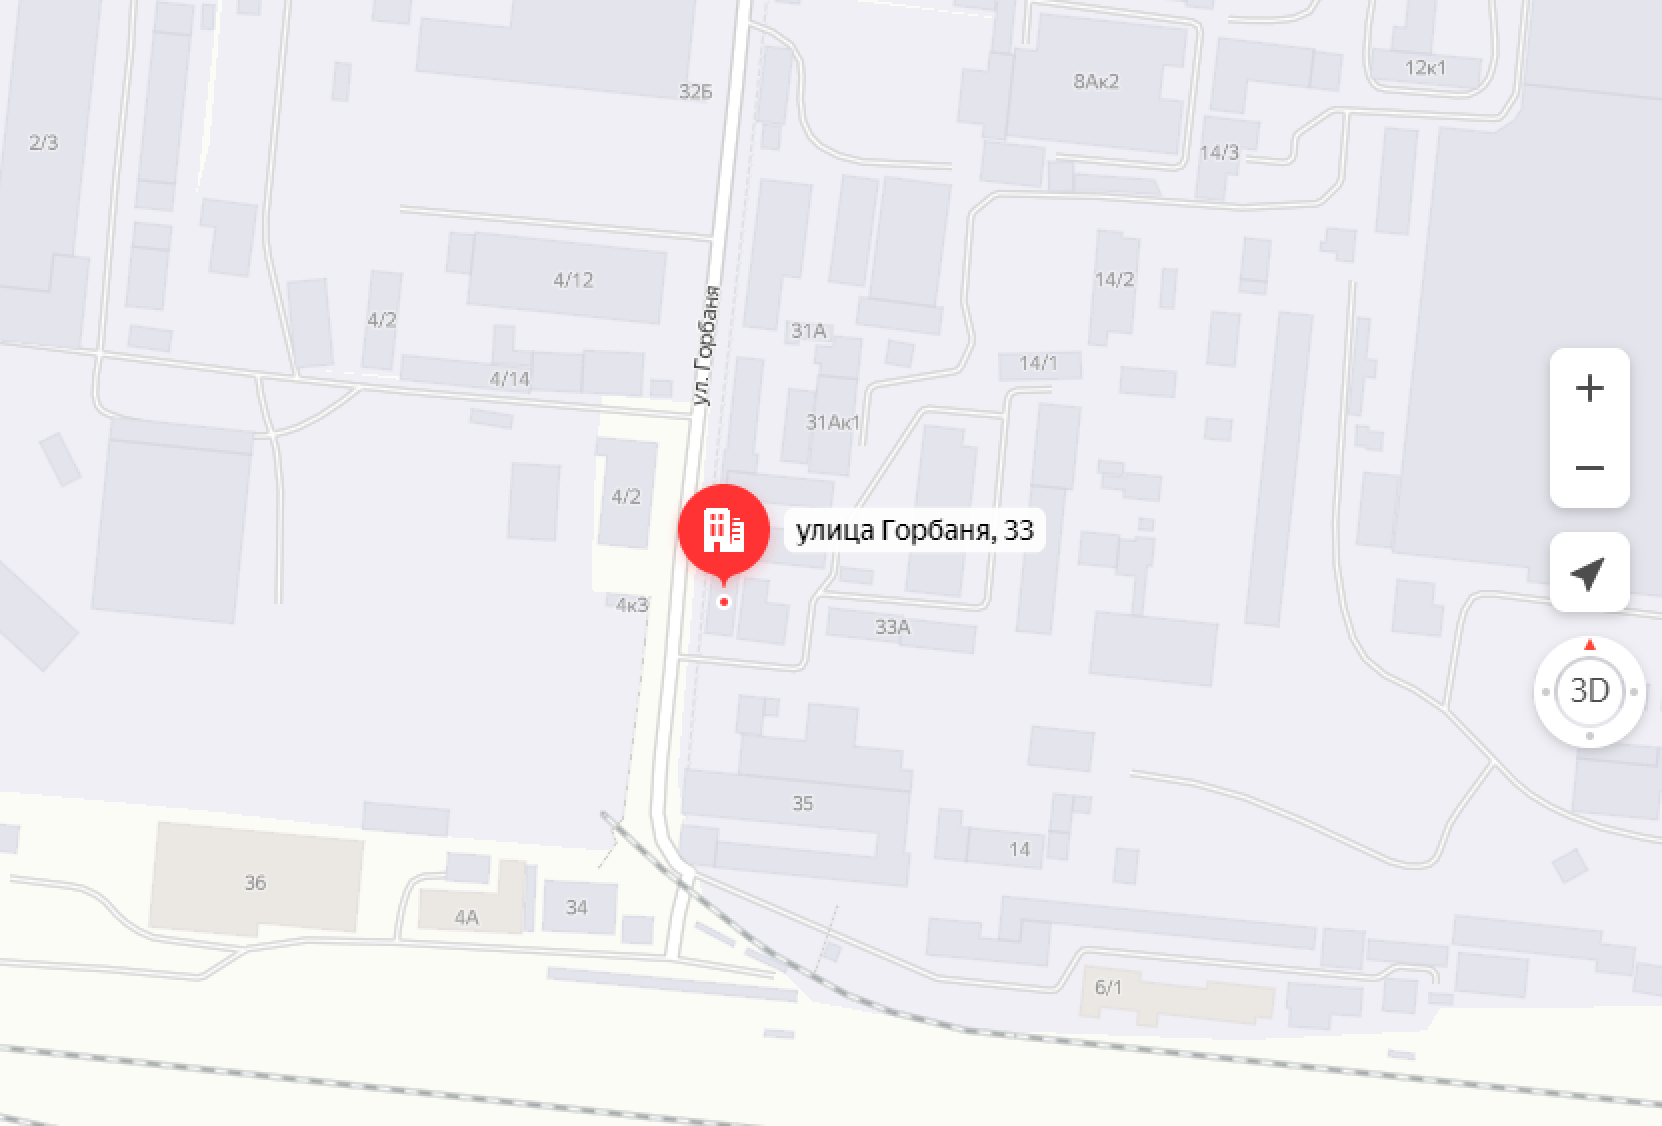 32Б
8Ак2
12к1
2/3
14/3
4/12
14/2
4/2
ул. Горбаня
31А
14/1
4/14
31Ак1
4/2
улица Горбаня, 33
4к3
33А
3D
35
14
36
34
4А
6/1